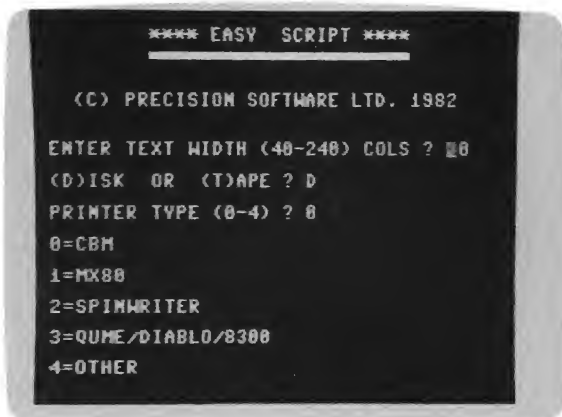 **** EASY SCRIPT ****
(C) PRECISION SOFTWARE LTD. 1982
ENTER TEXT WIDTH (40-240) COLS ? 80
(D)ISK OR (T)APE ? D
PRINTER TYPE (0-4) ? 0
0=CBM
1=MX80
2=SPINWRITER
3=QUME/DIABLO/8300
4=OTHER